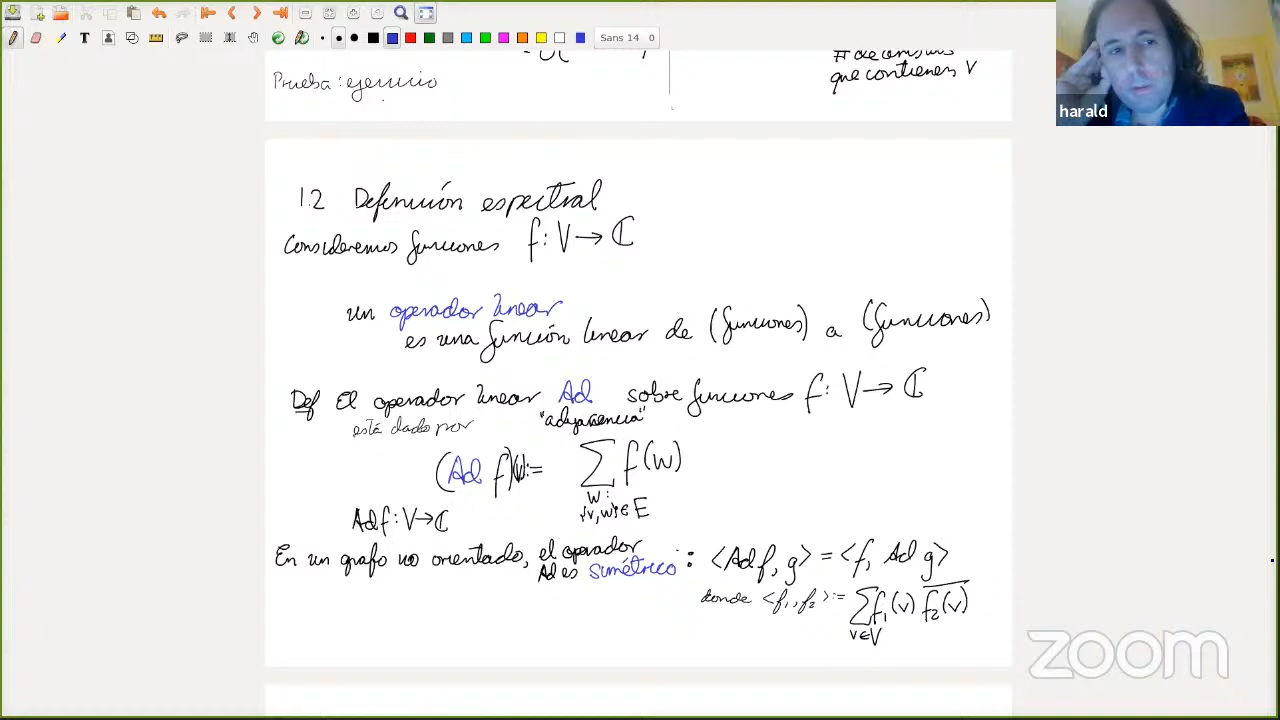 Sans 14
# de aristas
que contienen V
Prueba: ejercicio
harald
1.2 Definición espectral
Consideremos funciones f: V → ℂ
un operador linear
es una función linear de (funciones) a (funciones)
Def El operador linear Ad sobre funciones f: V → ℂ
"adyacencia"
está dado por
(Ad f)(v) := ∑ f(w)
w:
{v,w}∈E
Adf: V→ℂ
En un grafo no orientado, el operador
Ad es simétrico: ⟨Ad f, g⟩ = ⟨f, Ad g⟩
donde ⟨f₁, f₂⟩ := ∑ f₁(v) f₂(v)‾
v∈V
zoom